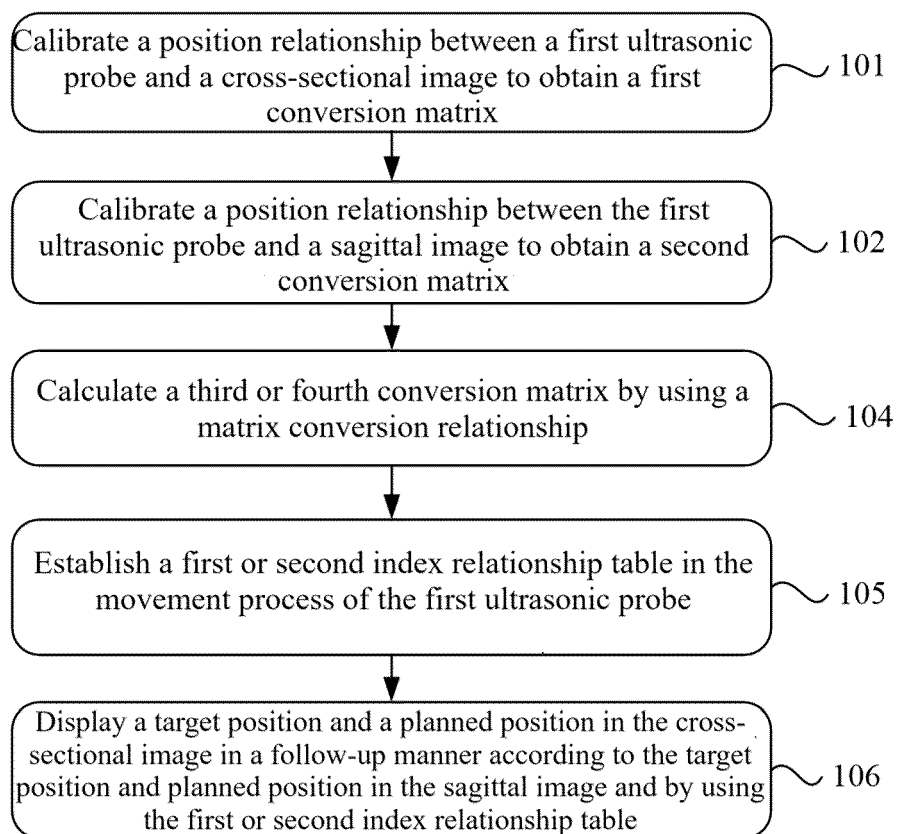 Calibrate a position relationship between a first ultrasonic
probe and a cross-sectional image to obtain a first
conversion matrix
101
Calibrate a position relationship between the first
ultrasonic probe and a sagittal image to obtain a second
conversion matrix
102
Calculate a third or fourth conversion matrix by using a
matrix conversion relationship
104
Establish a first or second index relationship table in the
movement process of the first ultrasonic probe
105
Display a target position and a planned position in the cross-
sectional image in a follow-up manner according to the target
position and planned position in the sagittal image and by using
the first or second index relationship table
106